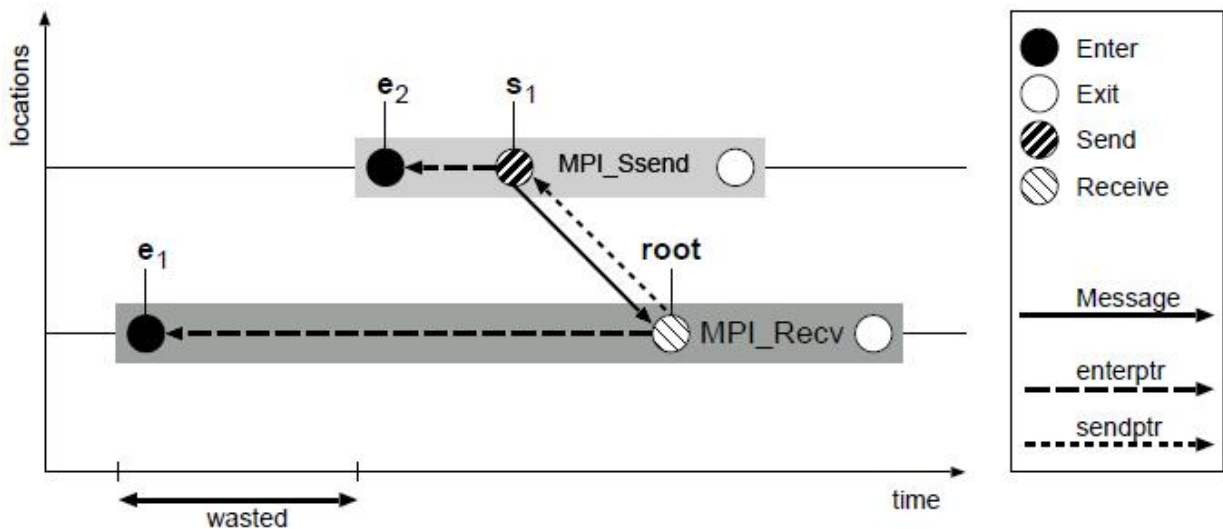 locations
e2
s1
MPI_Ssend
e1
root
MPI_Recv
wasted
time
Enter
Exit
Send
Receive
Message
enterptr
sendptr